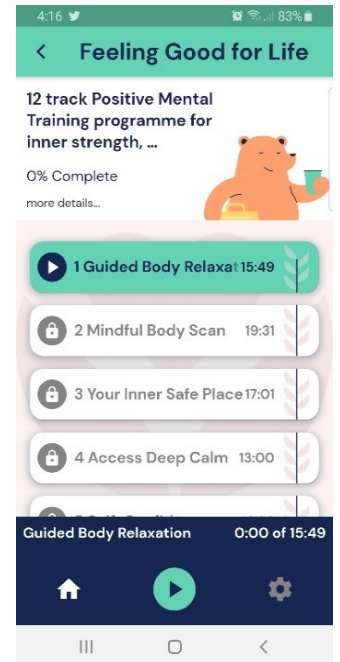 4:16 83%
Feeling Good for Life
12 track Positive Mental
Training programme for
inner strength, ...
0% Complete
more details...
1 Guided Body Relaxat 15:49
2 Mindful Body Scan 19:31
3 Your Inner Safe Place 17:01
4 Access Deep Calm 13:00
Guided Body Relaxation 0:00 of 15:49